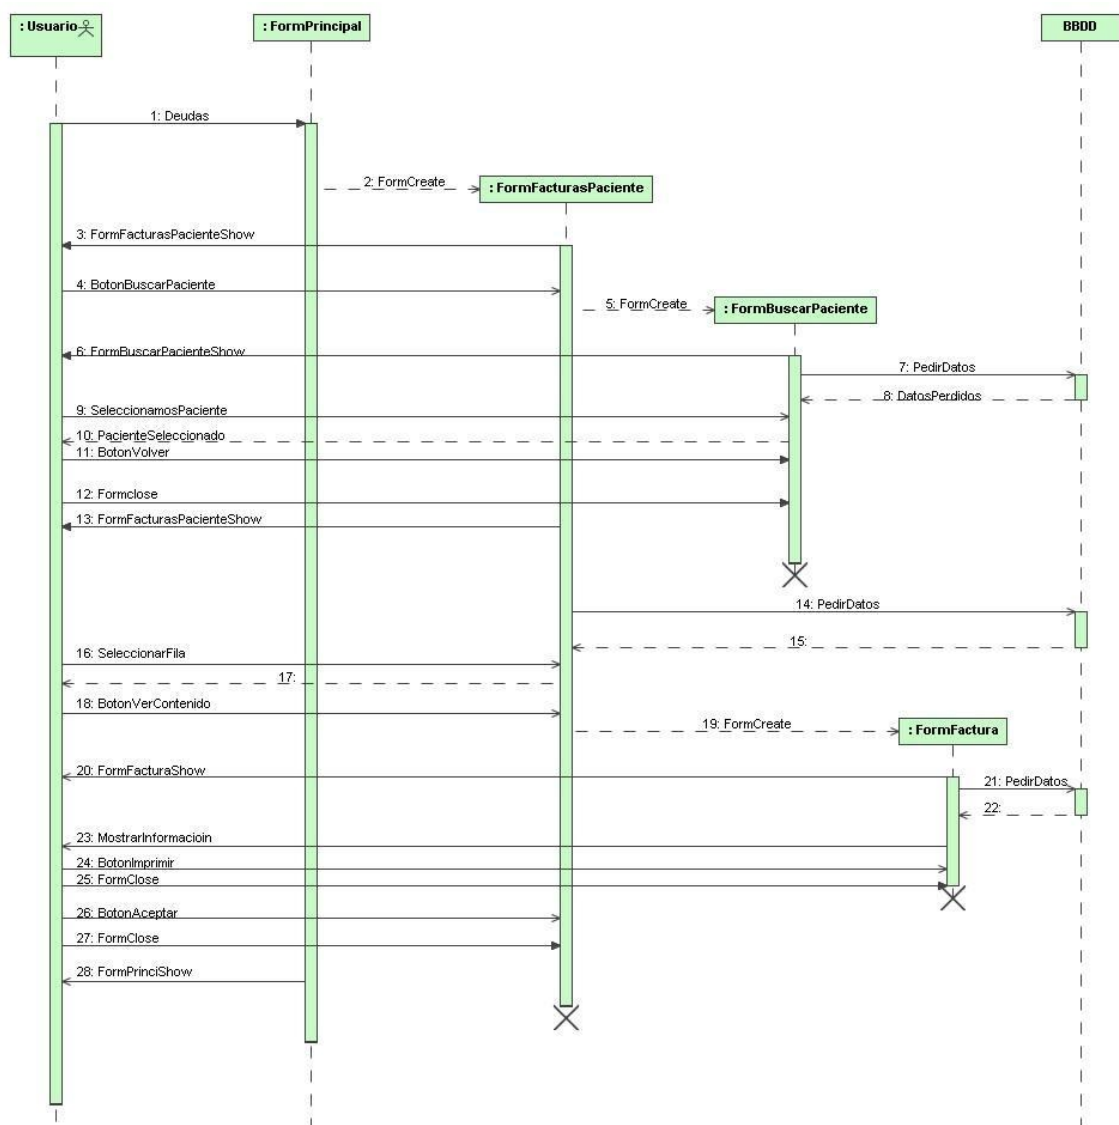 : Usuario
: FormPrincipal
BBDD
1: Deudas
2: FormCreate
: FormFacturasPaciente
3: FormFacturasPacienteShow
4: BotonBuscarPaciente
5: FormCreate
: FormBuscarPaciente
6: FormBuscarPacienteShow
7: PedirDatos
8: DatosPerdidos
9: SeleccionamosPaciente
10: PacienteSeleccionado
11: BotonVolver
12: Formclose
13: FormFacturasPacienteShow
14: PedirDatos
15:
16: SeleccionarFila
17:
18: BotonVerContenido
19: FormCreate
: FormFactura
20: FormFacturaShow
21: PedirDatos
22:
23: MostrarInformacioin
24: BotonImprimir
25: FormClose
26: BotonAceptar
27: FormClose
28: FormPrinciShow